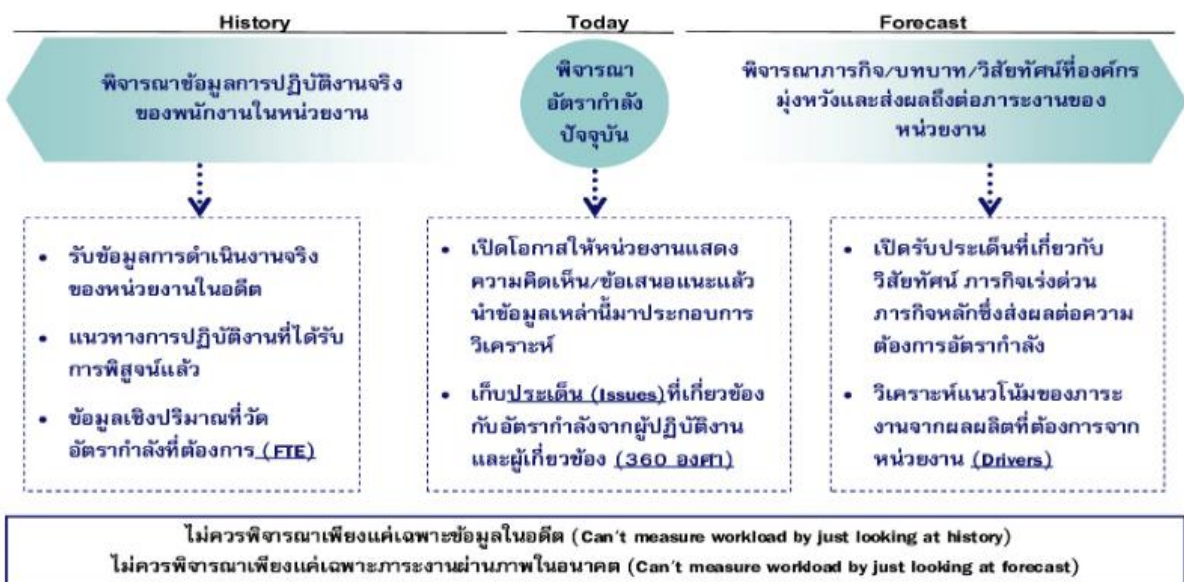 History
Today
Forecast
พิจารณาข้อมูลการปฏิบัติงานจริง
ของพนักงานในหน่วยงาน
พิจารณา
อัตรากำลัง
ปัจจุบัน
พิจารณาภารกิจ/บทบาท/วิสัยทัศน์ที่องค์กร
มุ่งหวังและส่งผลถึงต่อภาระงานของ
หน่วยงาน
• รับข้อมูลการดำเนินงานจริง
ของหน่วยงานในอดีต
• แนวทางการปฏิบัติงานที่ได้รับ
การพิสูจน์แล้ว
• ข้อมูลเชิงปริมาณที่วัด
อัตรากำลังที่ต้องการ (FTE)
• เปิดโอกาสให้หน่วยงานแสดง
ความคิดเห็น/ข้อเสนอแนะแล้ว
นำข้อมูลเหล่านี้มาประกอบการ
วิเคราะห์
• เก็บประเด็น (Issues)ที่เกี่ยวข้อง
กับอัตรากำลังจากผู้ปฏิบัติงาน
และผู้เกี่ยวข้อง (360 องศา)
• เปิดรับประเด็นที่เกี่ยวกับ
วิสัยทัศน์ ภารกิจเร่งด่วน
ภารกิจหลักซึ่งส่งผลต่อความ
ต้องการอัตรากำลัง
• วิเคราะห์แนวโน้มของภาระ
งานจากผลผลิตที่ต้องการจาก
หน่วยงาน (Drivers)
ไม่ควรพิจารณาเพียงแค่เฉพาะข้อมูลในอดีต (Can't measure workload by just looking at history)
ไม่ควรพิจารณาเพียงแค่เฉพาะภาระงานผ่านภาพในอนาคต (Can't measure workload by just looking at forecast)